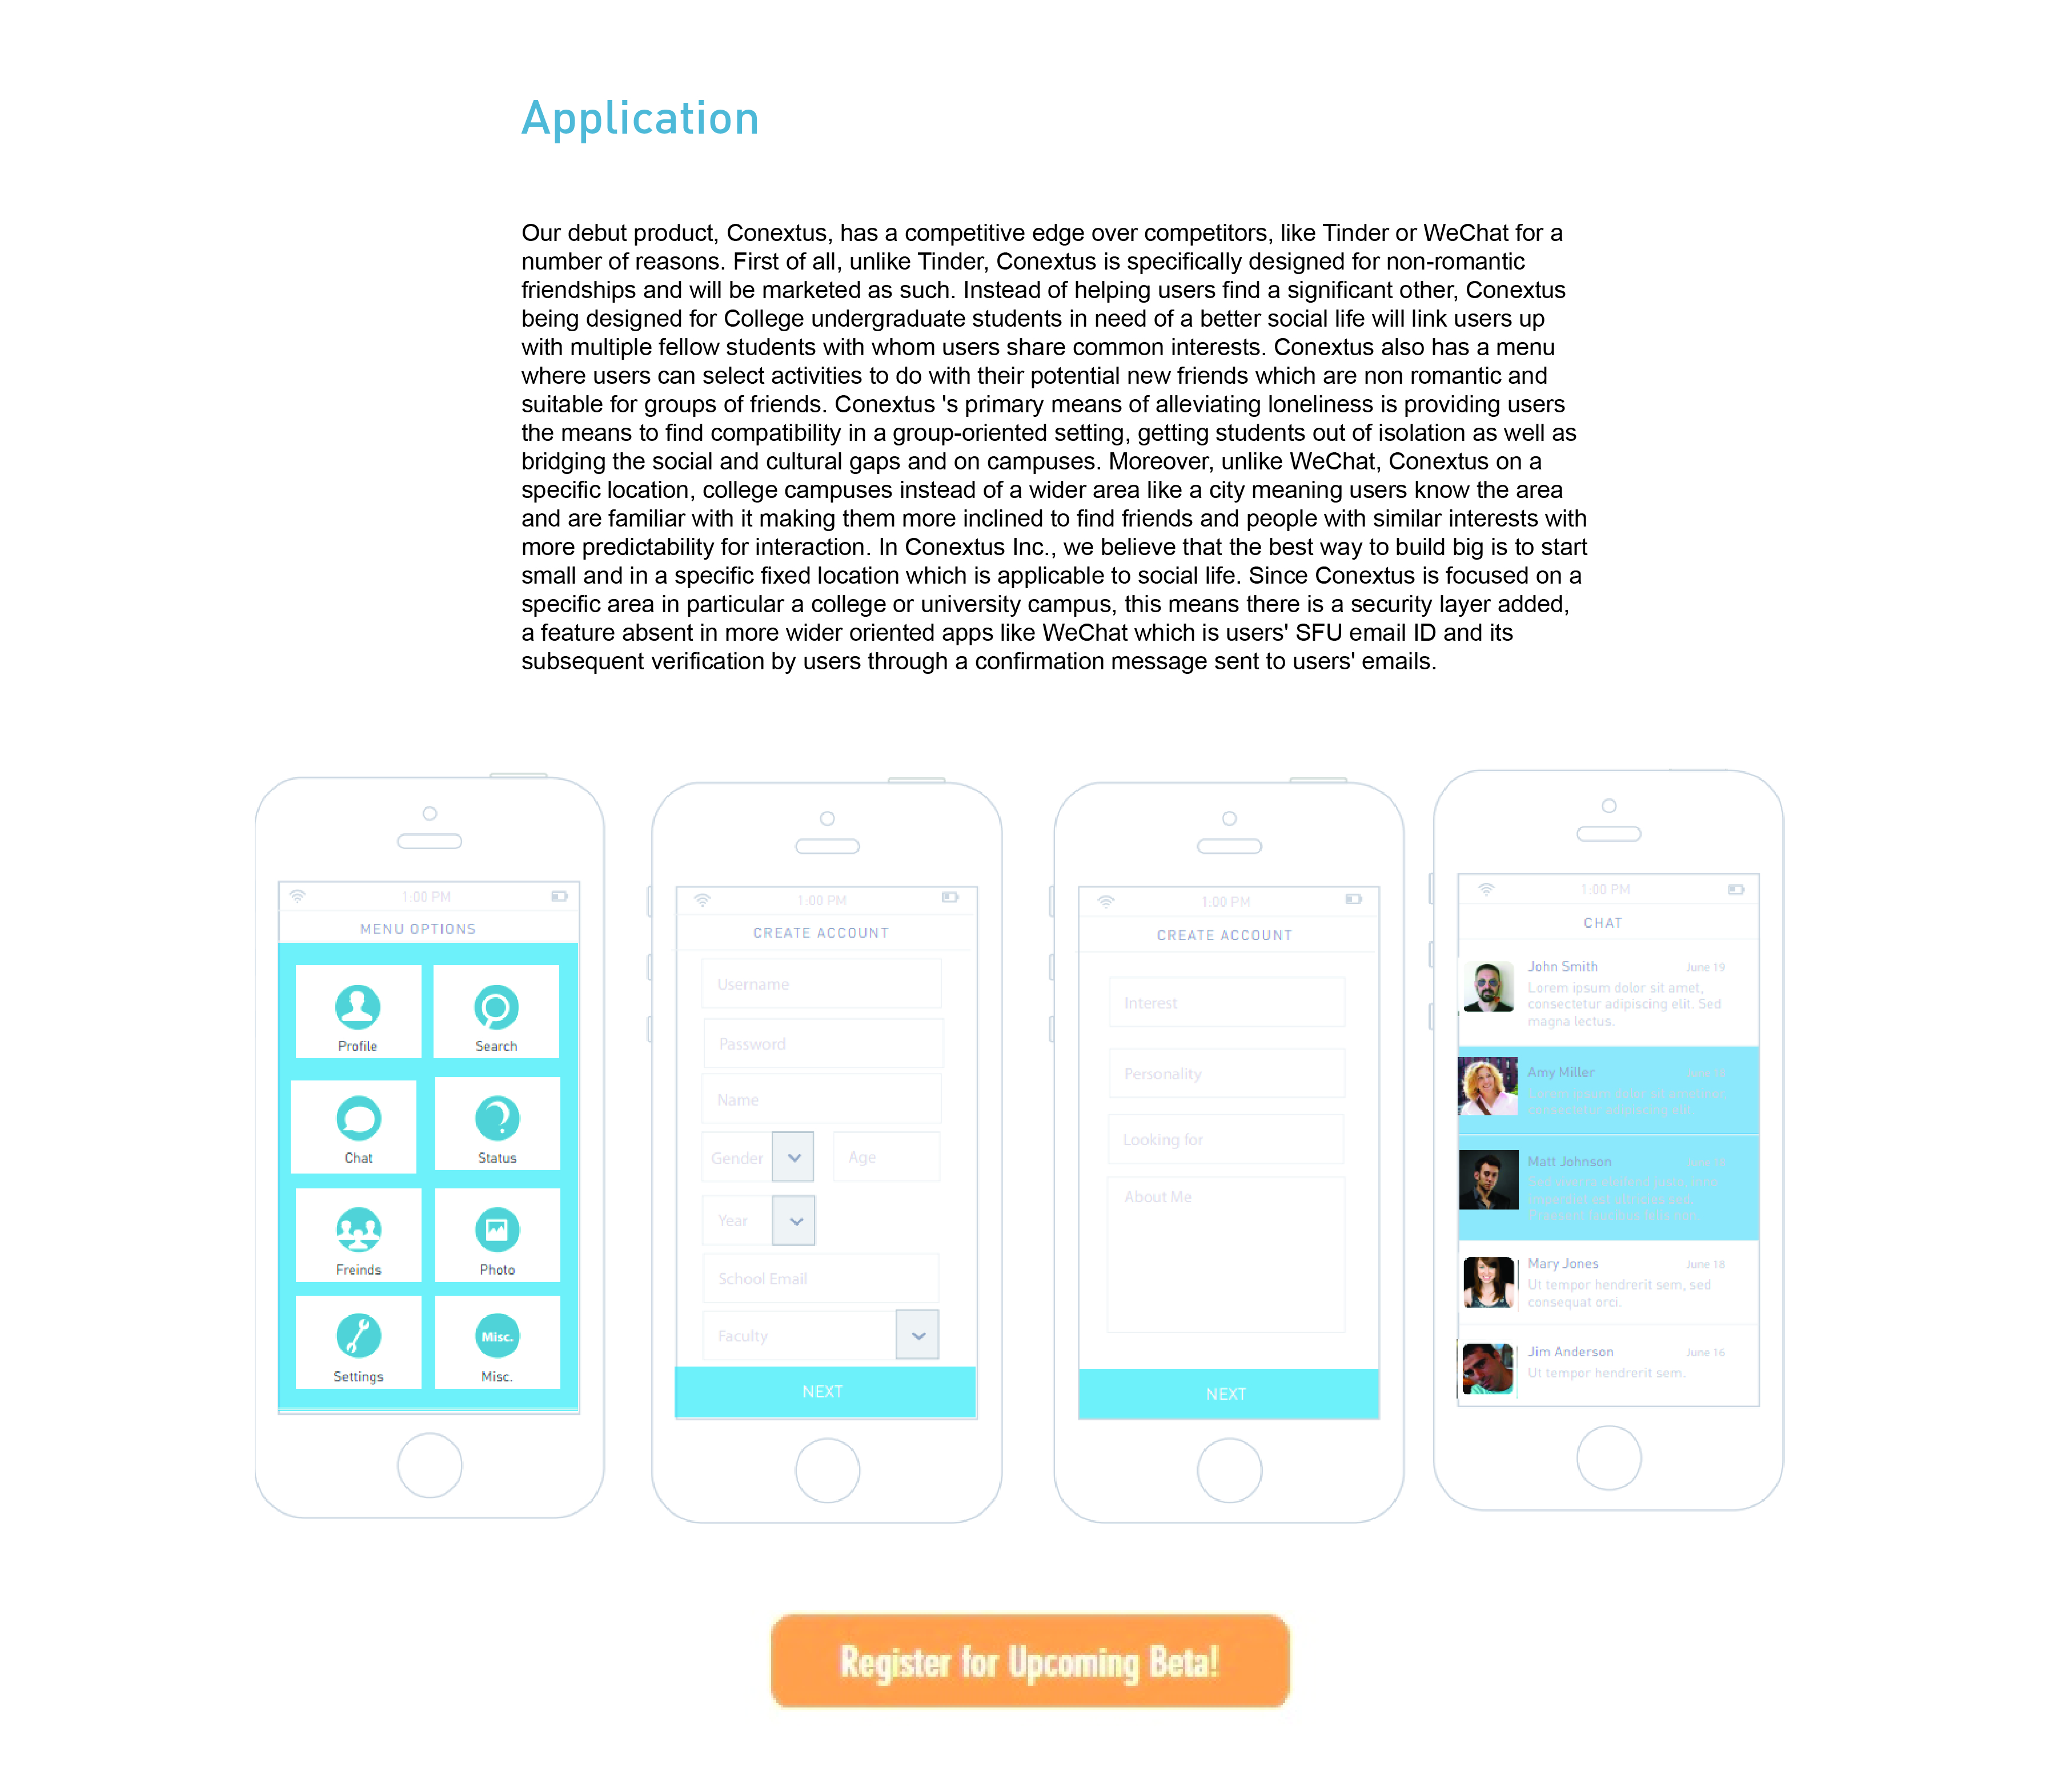 Application
Our debut product, Conextus, has a competitive edge over competitors, like Tinder or WeChat for a
number of reasons. First of all, unlike Tinder, Conextus is specifically designed for non-romantic
friendships and will be marketed as such. Instead of helping users find a significant other, Conextus
being designed for College undergraduate students in need of a better social life will link users up
with multiple fellow students with whom users share common interests. Conextus also has a menu
where users can select activities to do with their potential new friends which are non romantic and
suitable for groups of friends. Conextus 's primary means of alleviating loneliness is providing users
the means to find compatibility in a group-oriented setting, getting students out of isolation as well as
bridging the social and cultural gaps and on campuses. Moreover, unlike WeChat, Conextus on a
specific location, college campuses instead of a wider area like a city meaning users know the area
and are familiar with it making them more inclined to find friends and people with similar interests with
more predictability for interaction. In Conextus Inc., we believe that the best way to build big is to start
small and in a specific fixed location which is applicable to social life. Since Conextus is focused on a
specific area in particular a college or university campus, this means there is a security layer added,
a feature absent in more wider oriented apps like WeChat which is users' SFU email ID and its
subsequent verification by users through a confirmation message sent to users' emails.
1:00 PM
MENU OPTIONS
Profile
Search
Chat
Status
Freinds
Photo
Settings
Misc.
Misc.
1:00 PM
CREATE ACCOUNT
Username
Password
Name
Gender
Age
Year
School Email
Faculty
NEXT
1:00 PM
CREATE ACCOUNT
Interest
Personality
Looking for
About Me
NEXT
1:00 PM
CHAT
John Smith June 19
Lorem ipsum dolor sit amet,
consectetur adipiscing elit. Sed
magna lectus.
Amy Miller
Lorem ipsum dolor sit
consectetur adipiscing elit.
Matt Johnson
Mary Jones June 18
Ut tempor hendrerit sem, sed
consequat orci.
Jim Anderson June 16
Ut tempor hendrerit sem.
Register for Upcoming Beta!